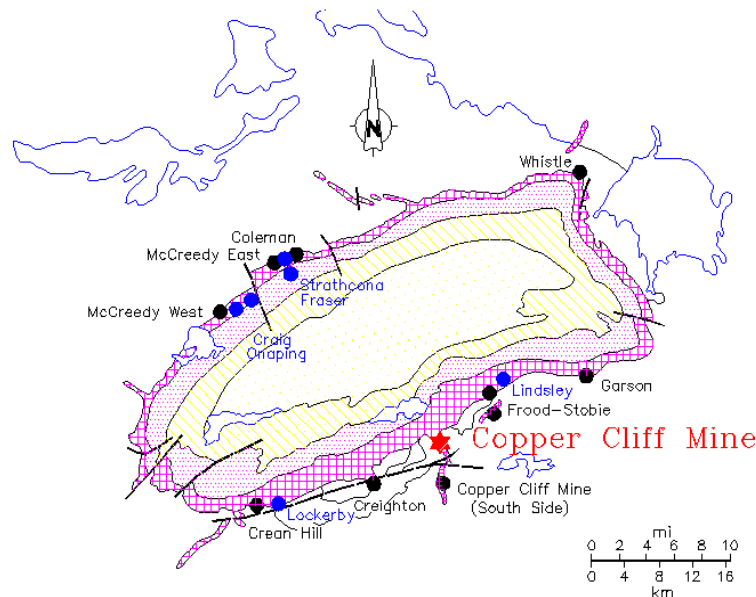 N
Whistle
Coleman
McCreedy East
Strathcona
Fraser
McCreedy West
Craig
Onaping
Lindsley
Garson
Frood-Stobie
Copper Cliff Mine
Copper Cliff Mine
(South Side)
Creighton
Lockerby
Crean Hill
mi
0 2 4 6 8 10
0 4 8 12 16
km